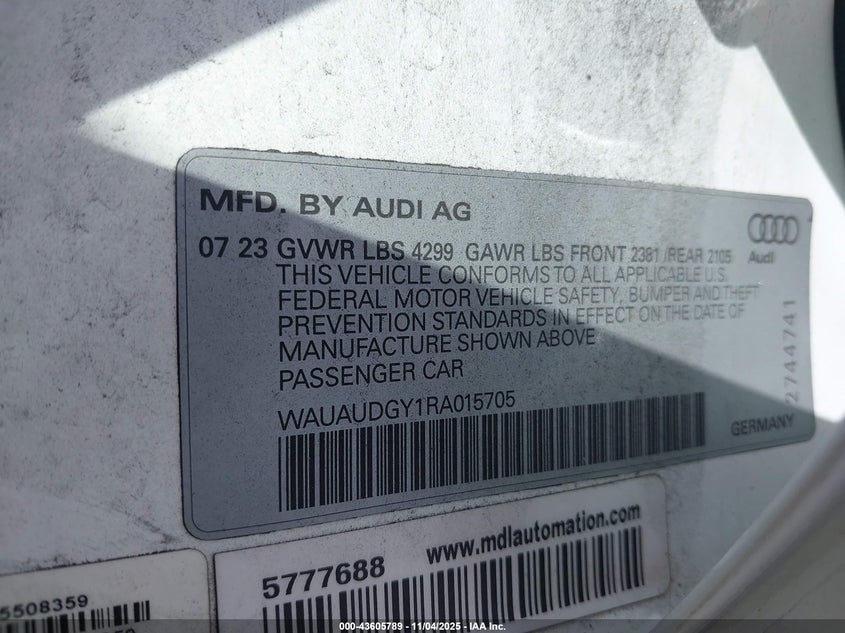 MFD. BY AUDI AG
07 23 GVWR LBS 4299 GAWR LBS FRONT 2381 /REAR 2105
Audi
THIS VEHICLE CONFORMS TO ALL APPLICABLE U.S.
FEDERAL MOTOR VEHICLE SAFETY, BUMPER AND THEFT
PREVENTION STANDARDS IN EFFECT ON THE DATE OF
MANUFACTURE SHOWN ABOVE
PASSENGER CAR
WAUAUDGY1RA015705
2744741
GERMANY
5777688
www.mdlautomation.com
5508359
000-43605789 - 11/04/2025 - IAA Inc.